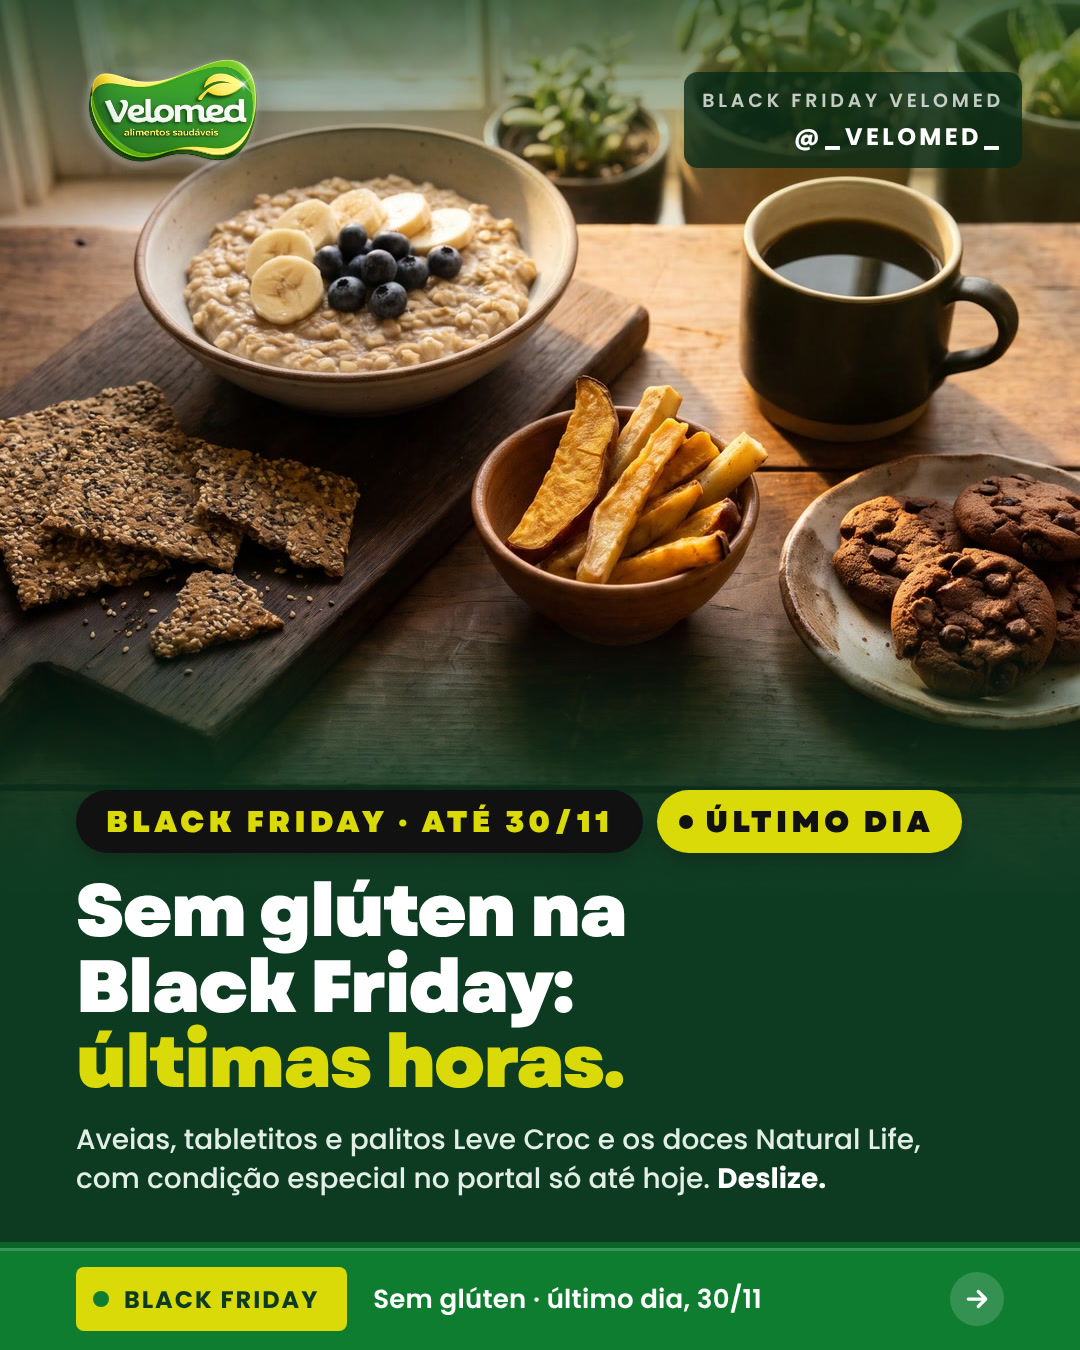 Velomed
alimentos saudáveis
BLACK FRIDAY VELOMED
@_VELOMED_
BLACK FRIDAY · ATÉ 30/11
• ÚLTIMO DIA
Sem glúten na
Black Friday:
últimas horas.
Aveias, tabletitos e palitos Leve Croc e os doces Natural Life,
com condição especial no portal só até hoje. Deslize.
BLACK FRIDAY
Sem glúten · último dia, 30/11